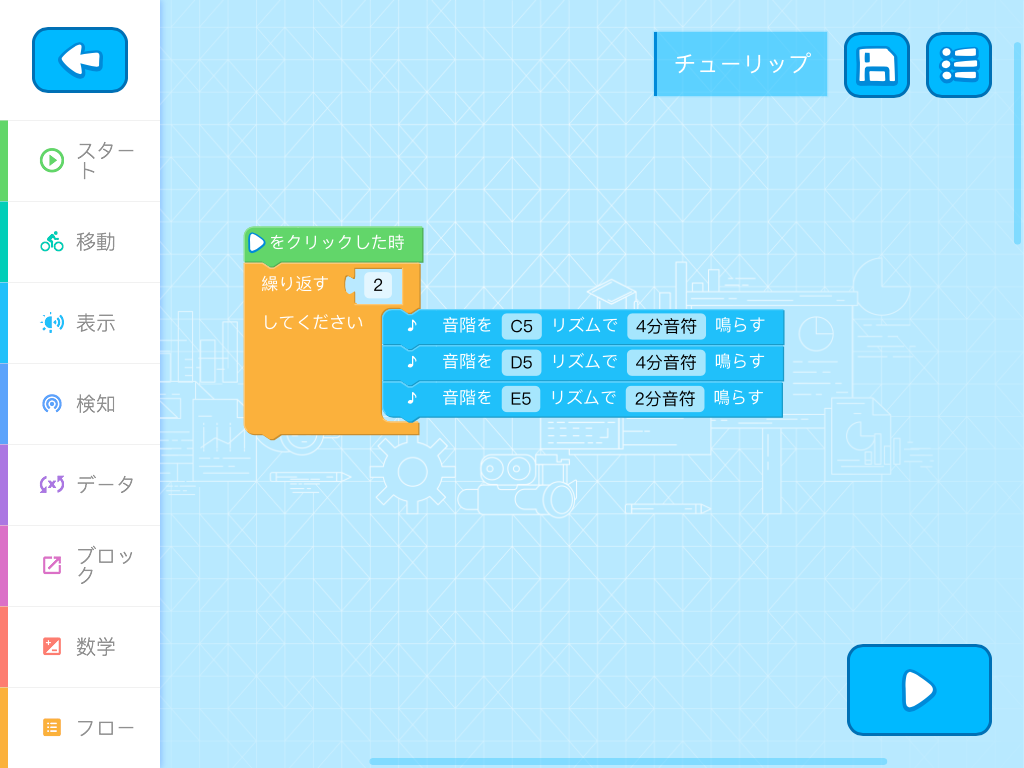 チューリップ
スタート
移動
表示
検知
データ
ブロック
数学
フロー
をクリックした時
繰り返す 2
してください
音階を C5 リズムで 4分音符 鳴らす
音階を D5 リズムで 4分音符 鳴らす
音階を E5 リズムで 2分音符 鳴らす